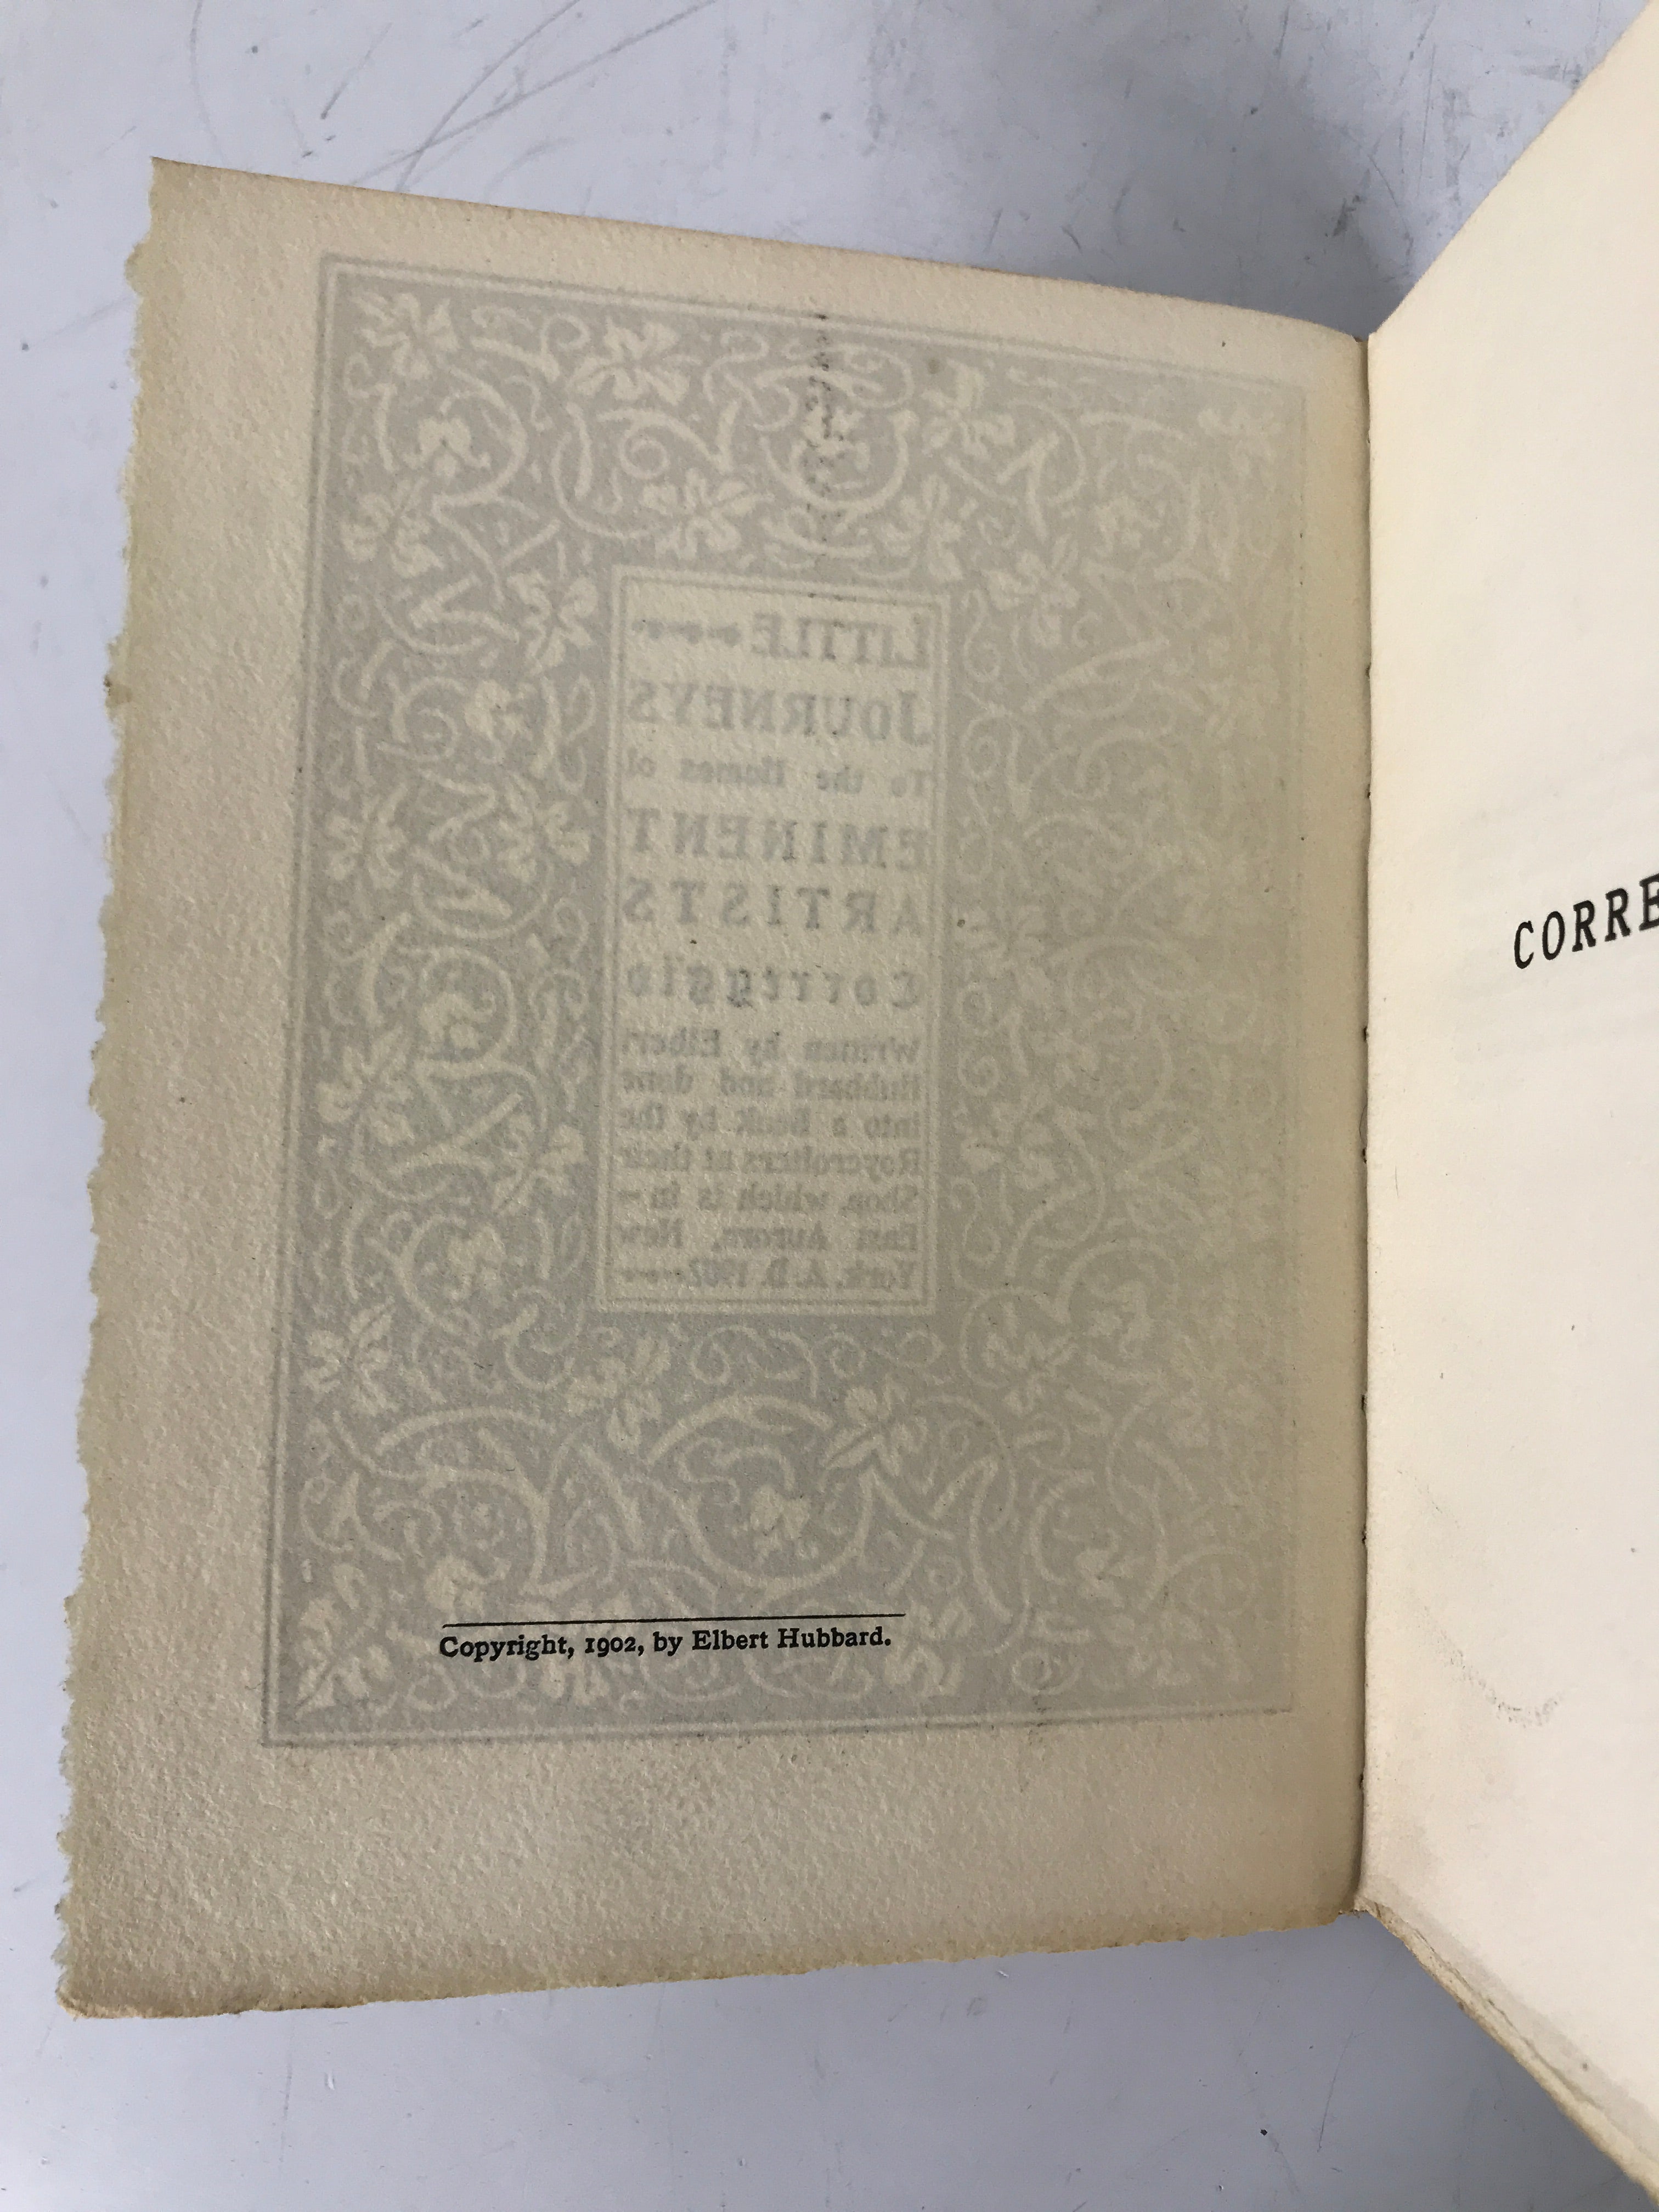 LITTLE
JOURNEYS
To the Homes of
EMINENT
ARTISTS
Correggio
Written by Elbert
Hubbard and done
into a Book by the
Roycrofters at their
Shop, which is in
East Aurora, New
York, A. D. 1902
Copyright, 1902, by Elbert Hubbard.
CORRE